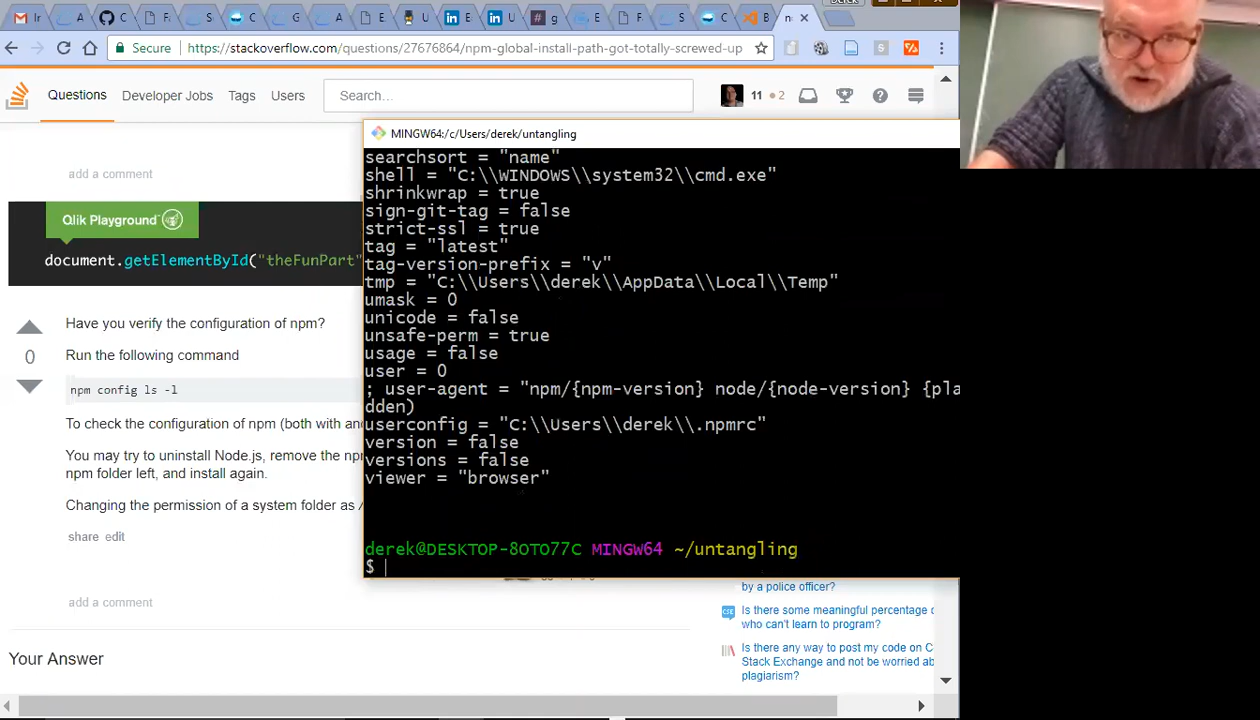 C
Fa
S
C
G
A
E
U
E
in
in
# g
E
F
S
C
B
n
Derek
Secure
https://stackoverflow.com/questions/27676864/npm-global-install-path-got-totally-screwed-up
Questions
Developer Jobs
Tags
Users
Search...
11 • 2
add a comment
Qlik Playground
document.getElementById("theFunPart"
0
Have you verify the configuration of npm?
Run the following command
npm config ls -l
To check the configuration of npm (both with an
You may try to uninstall Node.js, remove the np
npm folder left, and install again.
Changing the permission of a system folder as /
share edit
add a comment
Your Answer
MINGW64:/c/Users/derek/untangling
searchsort = "name"
shell = "C:\\WINDOWS\\system32\\cmd.exe"
shrinkwrap = true
sign-git-tag = false
strict-ssl = true
tag = "latest"
tag-version-prefix = "v"
tmp = "C:\\Users\\derek\\AppData\\Local\\Temp"
umask = 0
unicode = false
unsafe-perm = true
usage = false
user = 0
; user-agent = "npm/{npm-version} node/{node-version} {pla
dden)
userconfig = "C:\\Users\\derek\\.npmrc"
version = false
versions = false
viewer = "browser"
derek@DESKTOP-8OTO77C MINGW64 ~/untangling
$
by a police officer?
CSE
Is there some meaningful percentage
who can't learn to program?
Is there any way to post my code on C
Stack Exchange and not be worried ab
plagiarism?